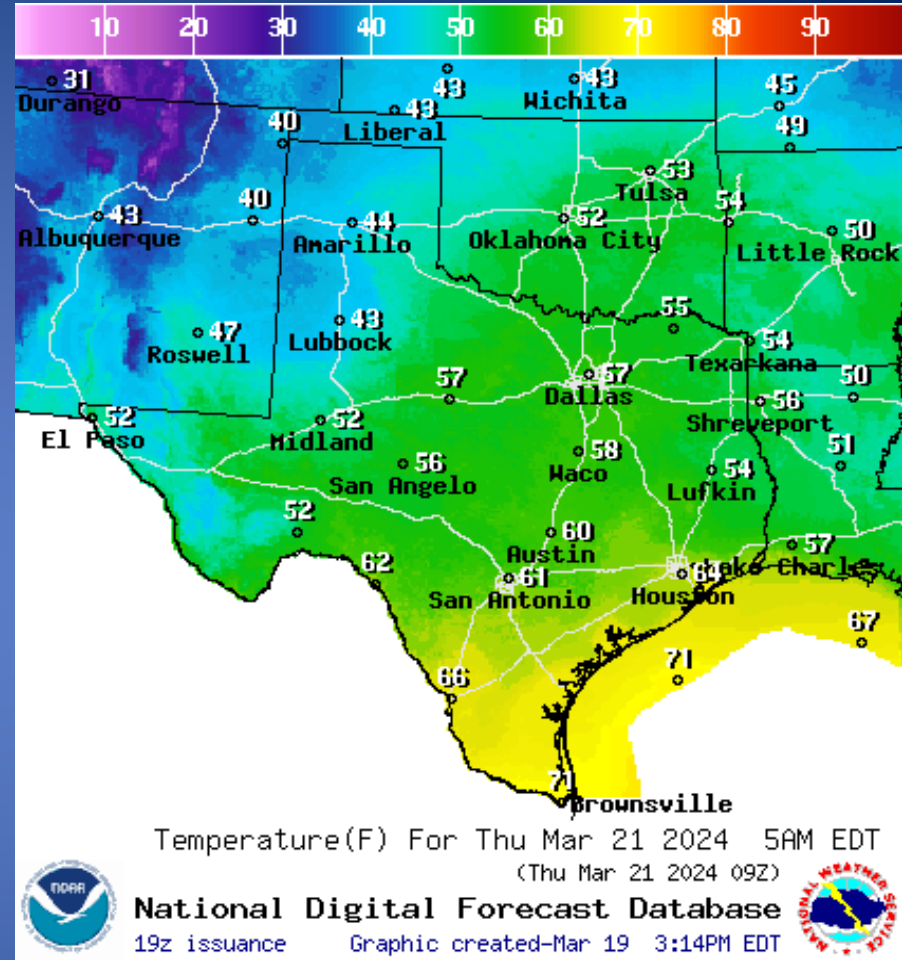 10 20 30 40 50 60 70 80 90
31 43 43 45
Durango Wichita
43
Liberal
40 49
53
Tulsa
40 54
43 44 52 50
Albuquerque Amarillo Oklahoma City Little Rock
47 43 55 54
Roswell Lubbock Texarkana
57 57 50
Dallas
52 52 56
El Paso Midland Shreveport
56 58 54 51
San Angelo Waco Lufkin
52 60 57
Austin Lake Charles
62 61 64
San Antonio Houston
67
66 71
71
Brownsville
Temperature(F) For Thu Mar 21 2024 5AM EDT
(Thu Mar 21 2024 09Z)
NOAA
National Digital Forecast Database
19z issuance Graphic created-Mar 19 3:14PM EDT
NATIONAL WEATHER SERVICE